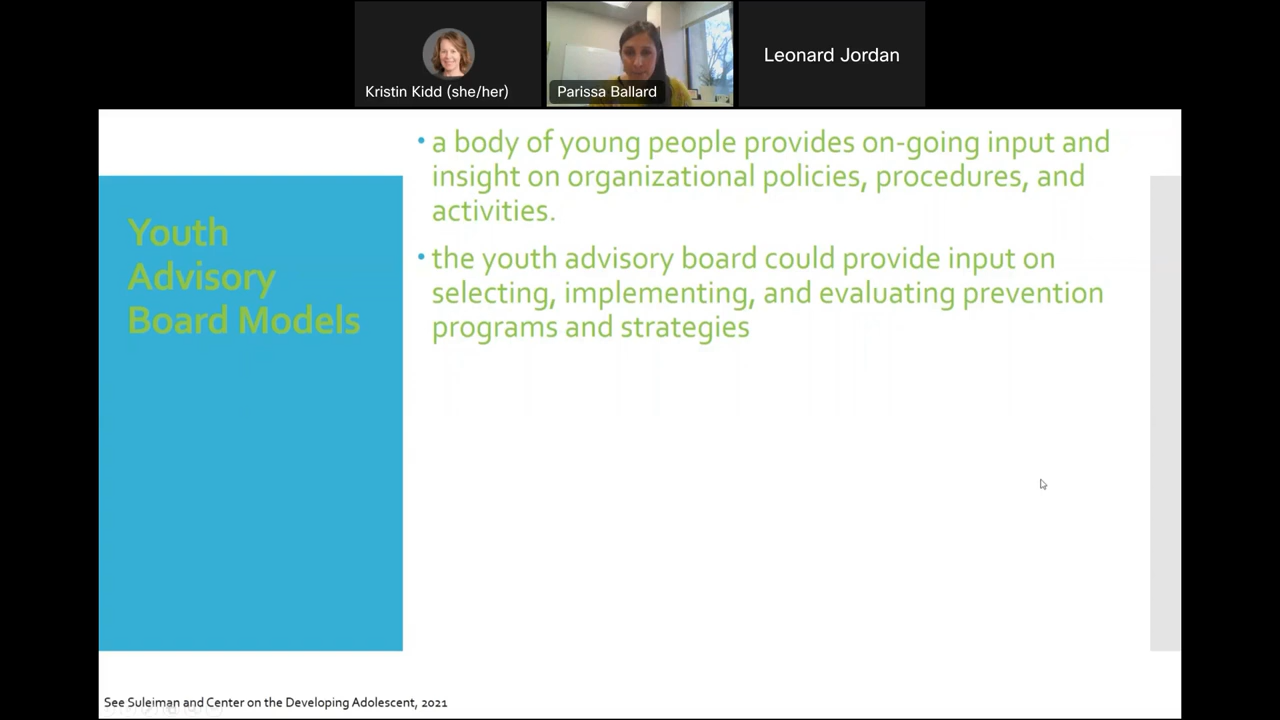 Kristin Kidd (she/her)
Parissa Ballard
Leonard Jordan
Youth
Advisory
Board Models
• a body of young people provides on-going input and
insight on organizational policies, procedures, and
activities.
• the youth advisory board could provide input on
selecting, implementing, and evaluating prevention
programs and strategies
See Suleiman and Center on the Developing Adolescent, 2021